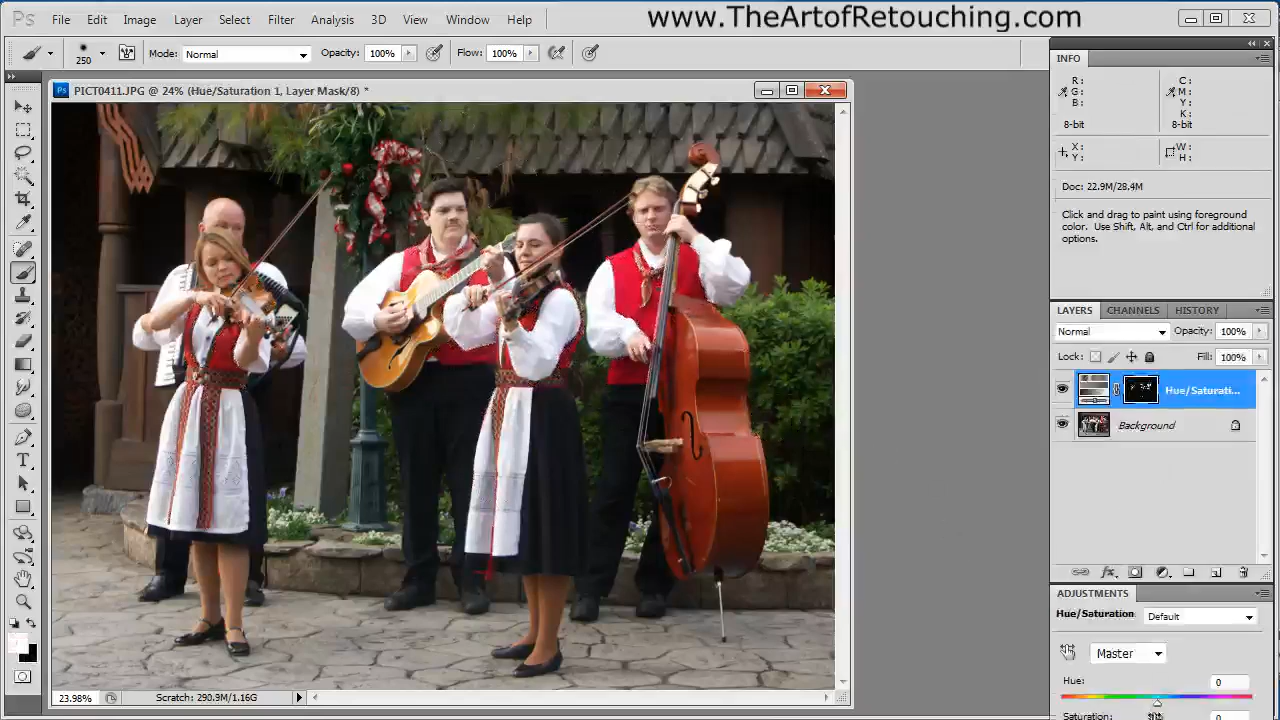 Ps File Edit Image Layer Select Filter Analysis 3D View Window Help www.TheArtofRetouching.com
250 Mode: Normal Opacity: 100% Flow: 100%
PICT0411.JPG @ 24% (Hue/Saturation 1, Layer Mask/8) *
INFO
R: C:
G: M:
B: Y:
K:
8-bit 8-bit
X: W:
Y: H:
Doc: 22.9M/28.4M
Click and drag to paint using foreground
color. Use Shift, Alt, and Ctrl for additional
options.
LAYERS CHANNELS HISTORY
Normal Opacity: 100%
Lock: Fill: 100%
Hue/Saturati...
Background
ADJUSTMENTS
Hue/Saturation Default
Master
Hue: 0
Saturation: 0
23.98% Scratch: 290.9M/1.16G